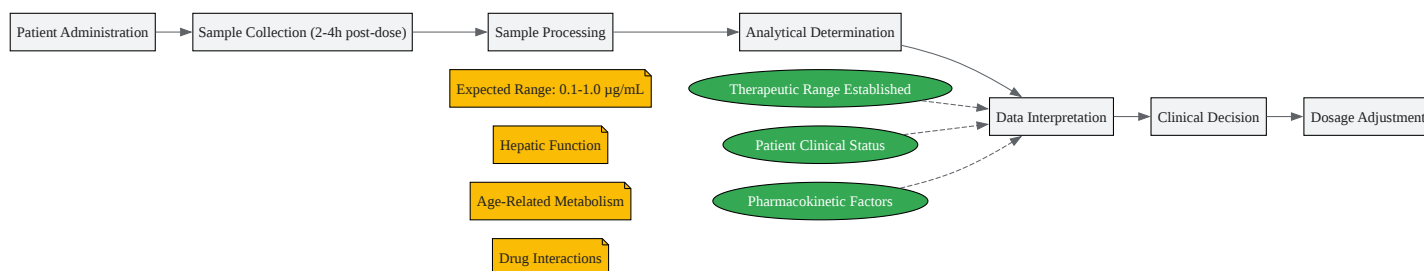 Patient Administration
Sample Collection (2-4h post-dose)
Sample Processing
Analytical Determination
Expected Range: 0.1-1.0 µg/mL
Therapeutic Range Established
Data Interpretation
Clinical Decision
Dosage Adjustment
Hepatic Function
Patient Clinical Status
Age-Related Metabolism
Pharmacokinetic Factors
Drug Interactions